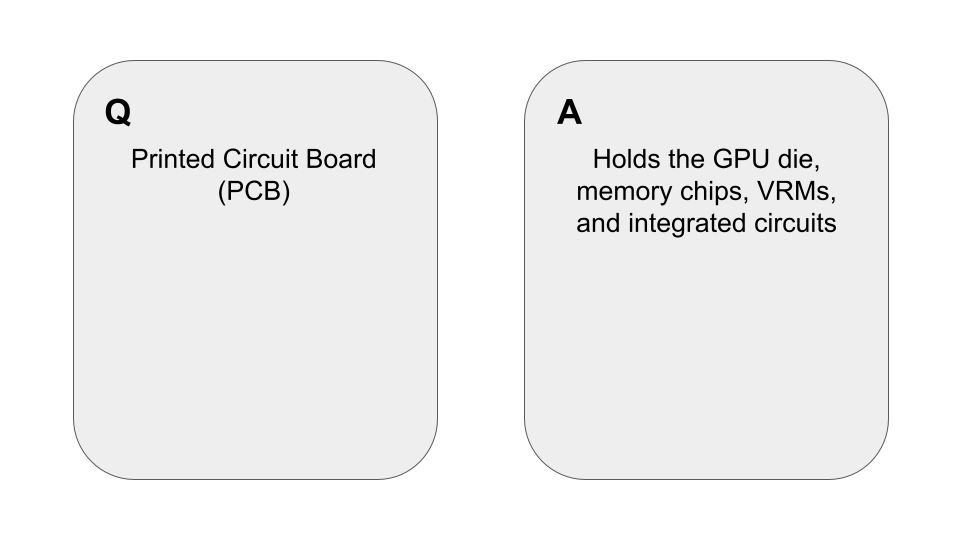 Q
Printed Circuit Board
(PCB)
A
Holds the GPU die,
memory chips, VRMs,
and integrated circuits